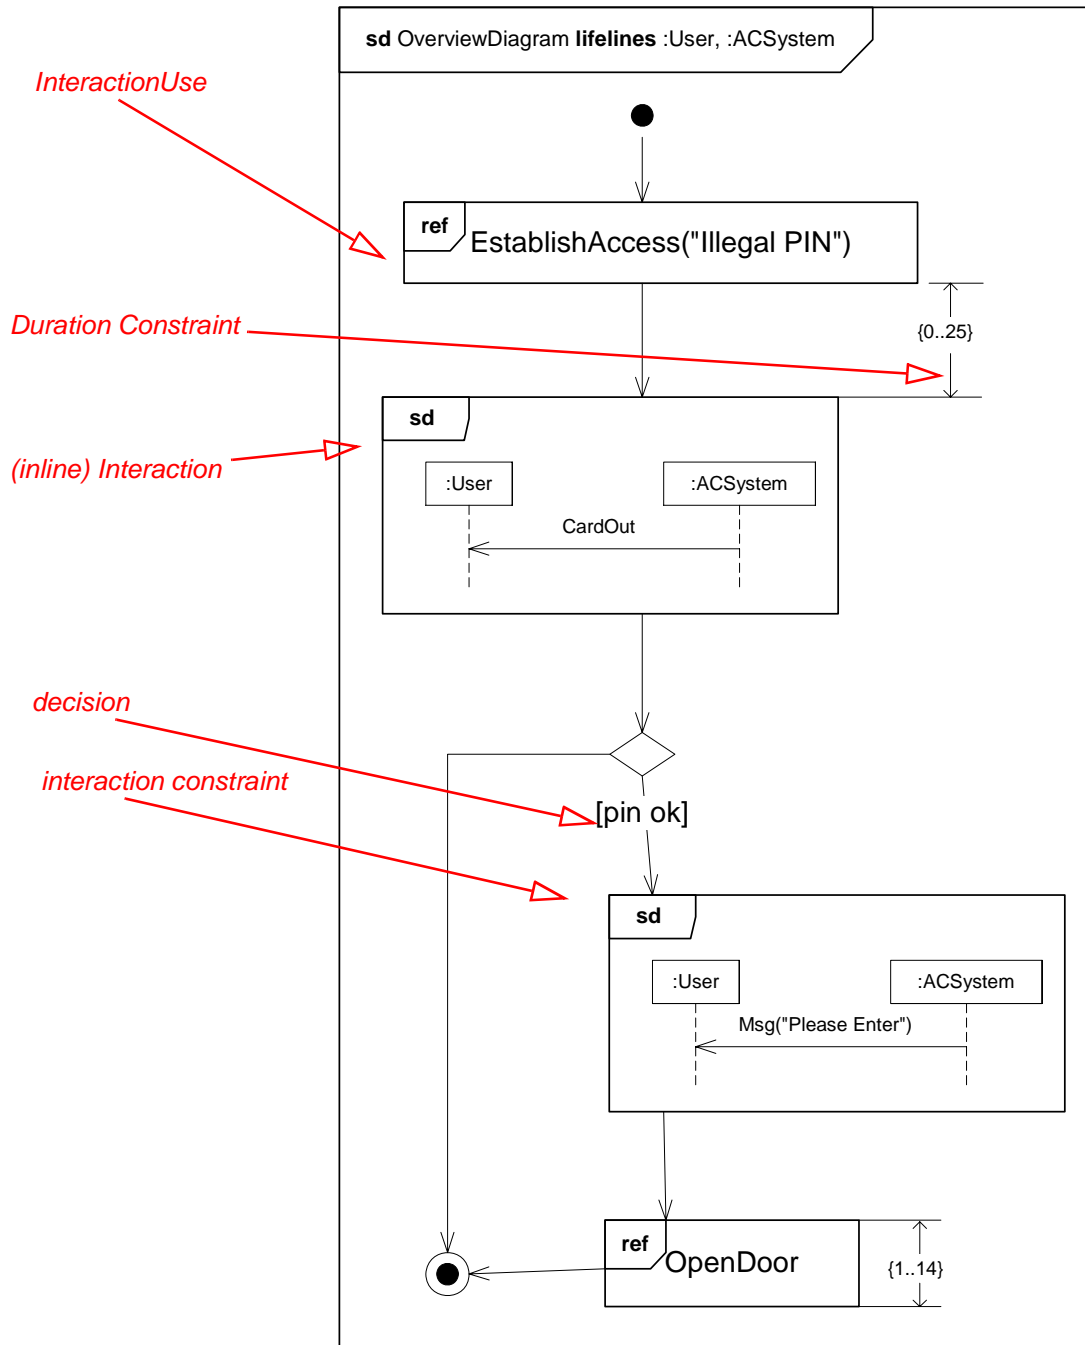 sd OverviewDiagram lifelines :User, :ACSystem
InteractionUse
ref
EstablishAccess("Illegal PIN")
Duration Constraint
{0..25}
sd
(inline) Interaction
:User
:ACSystem
CardOut
decision
interaction constraint
[pin ok]
sd
:User
:ACSystem
Msg("Please Enter")
ref
OpenDoor
{1..14}